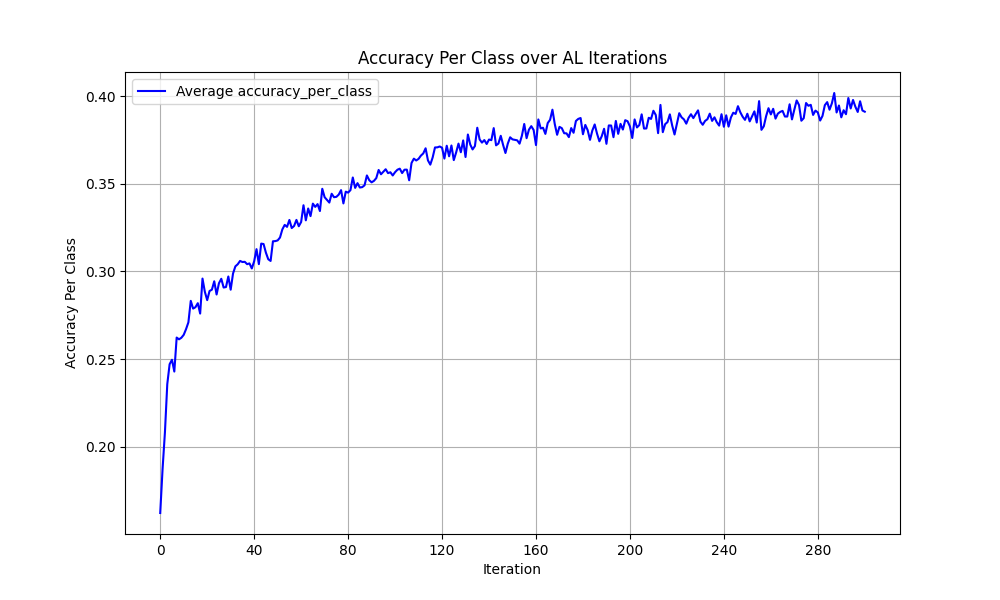 Accuracy Per Class over AL Iterations
Average accuracy_per_class
Accuracy Per Class
0.40
0.35
0.30
0.25
0.20
0 40 80 120 160 200 240 280
Iteration